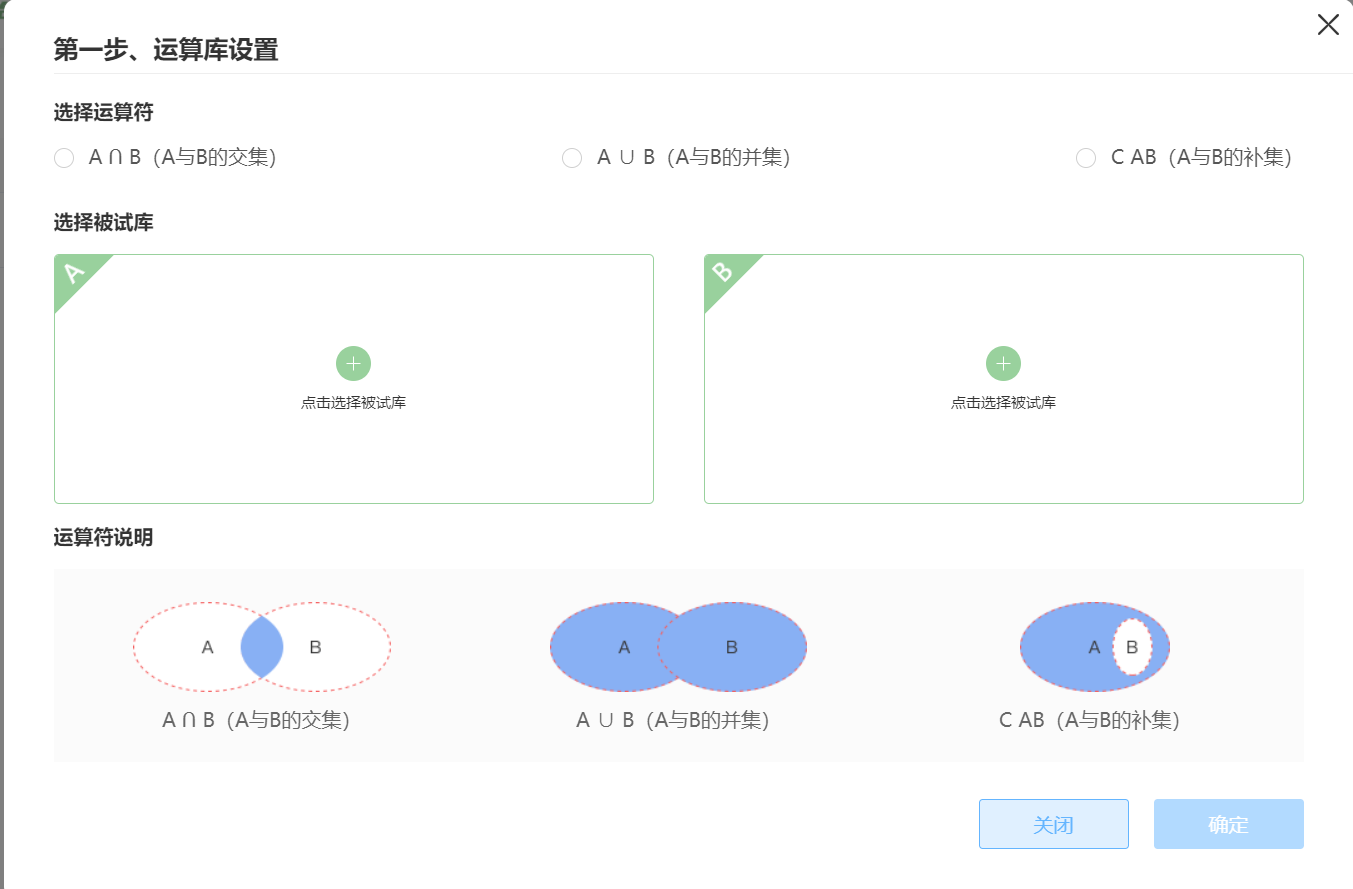 第一步、运算库设置
选择运算符
A ∩ B（A与B的交集） A ∪ B（A与B的并集） C AB（A与B的补集）
选择被试库
A B
点击选择被试库 点击选择被试库
运算符说明
A B A B A B
A ∩ B（A与B的交集） A ∪ B（A与B的并集） C AB（A与B的补集）
关闭 确定